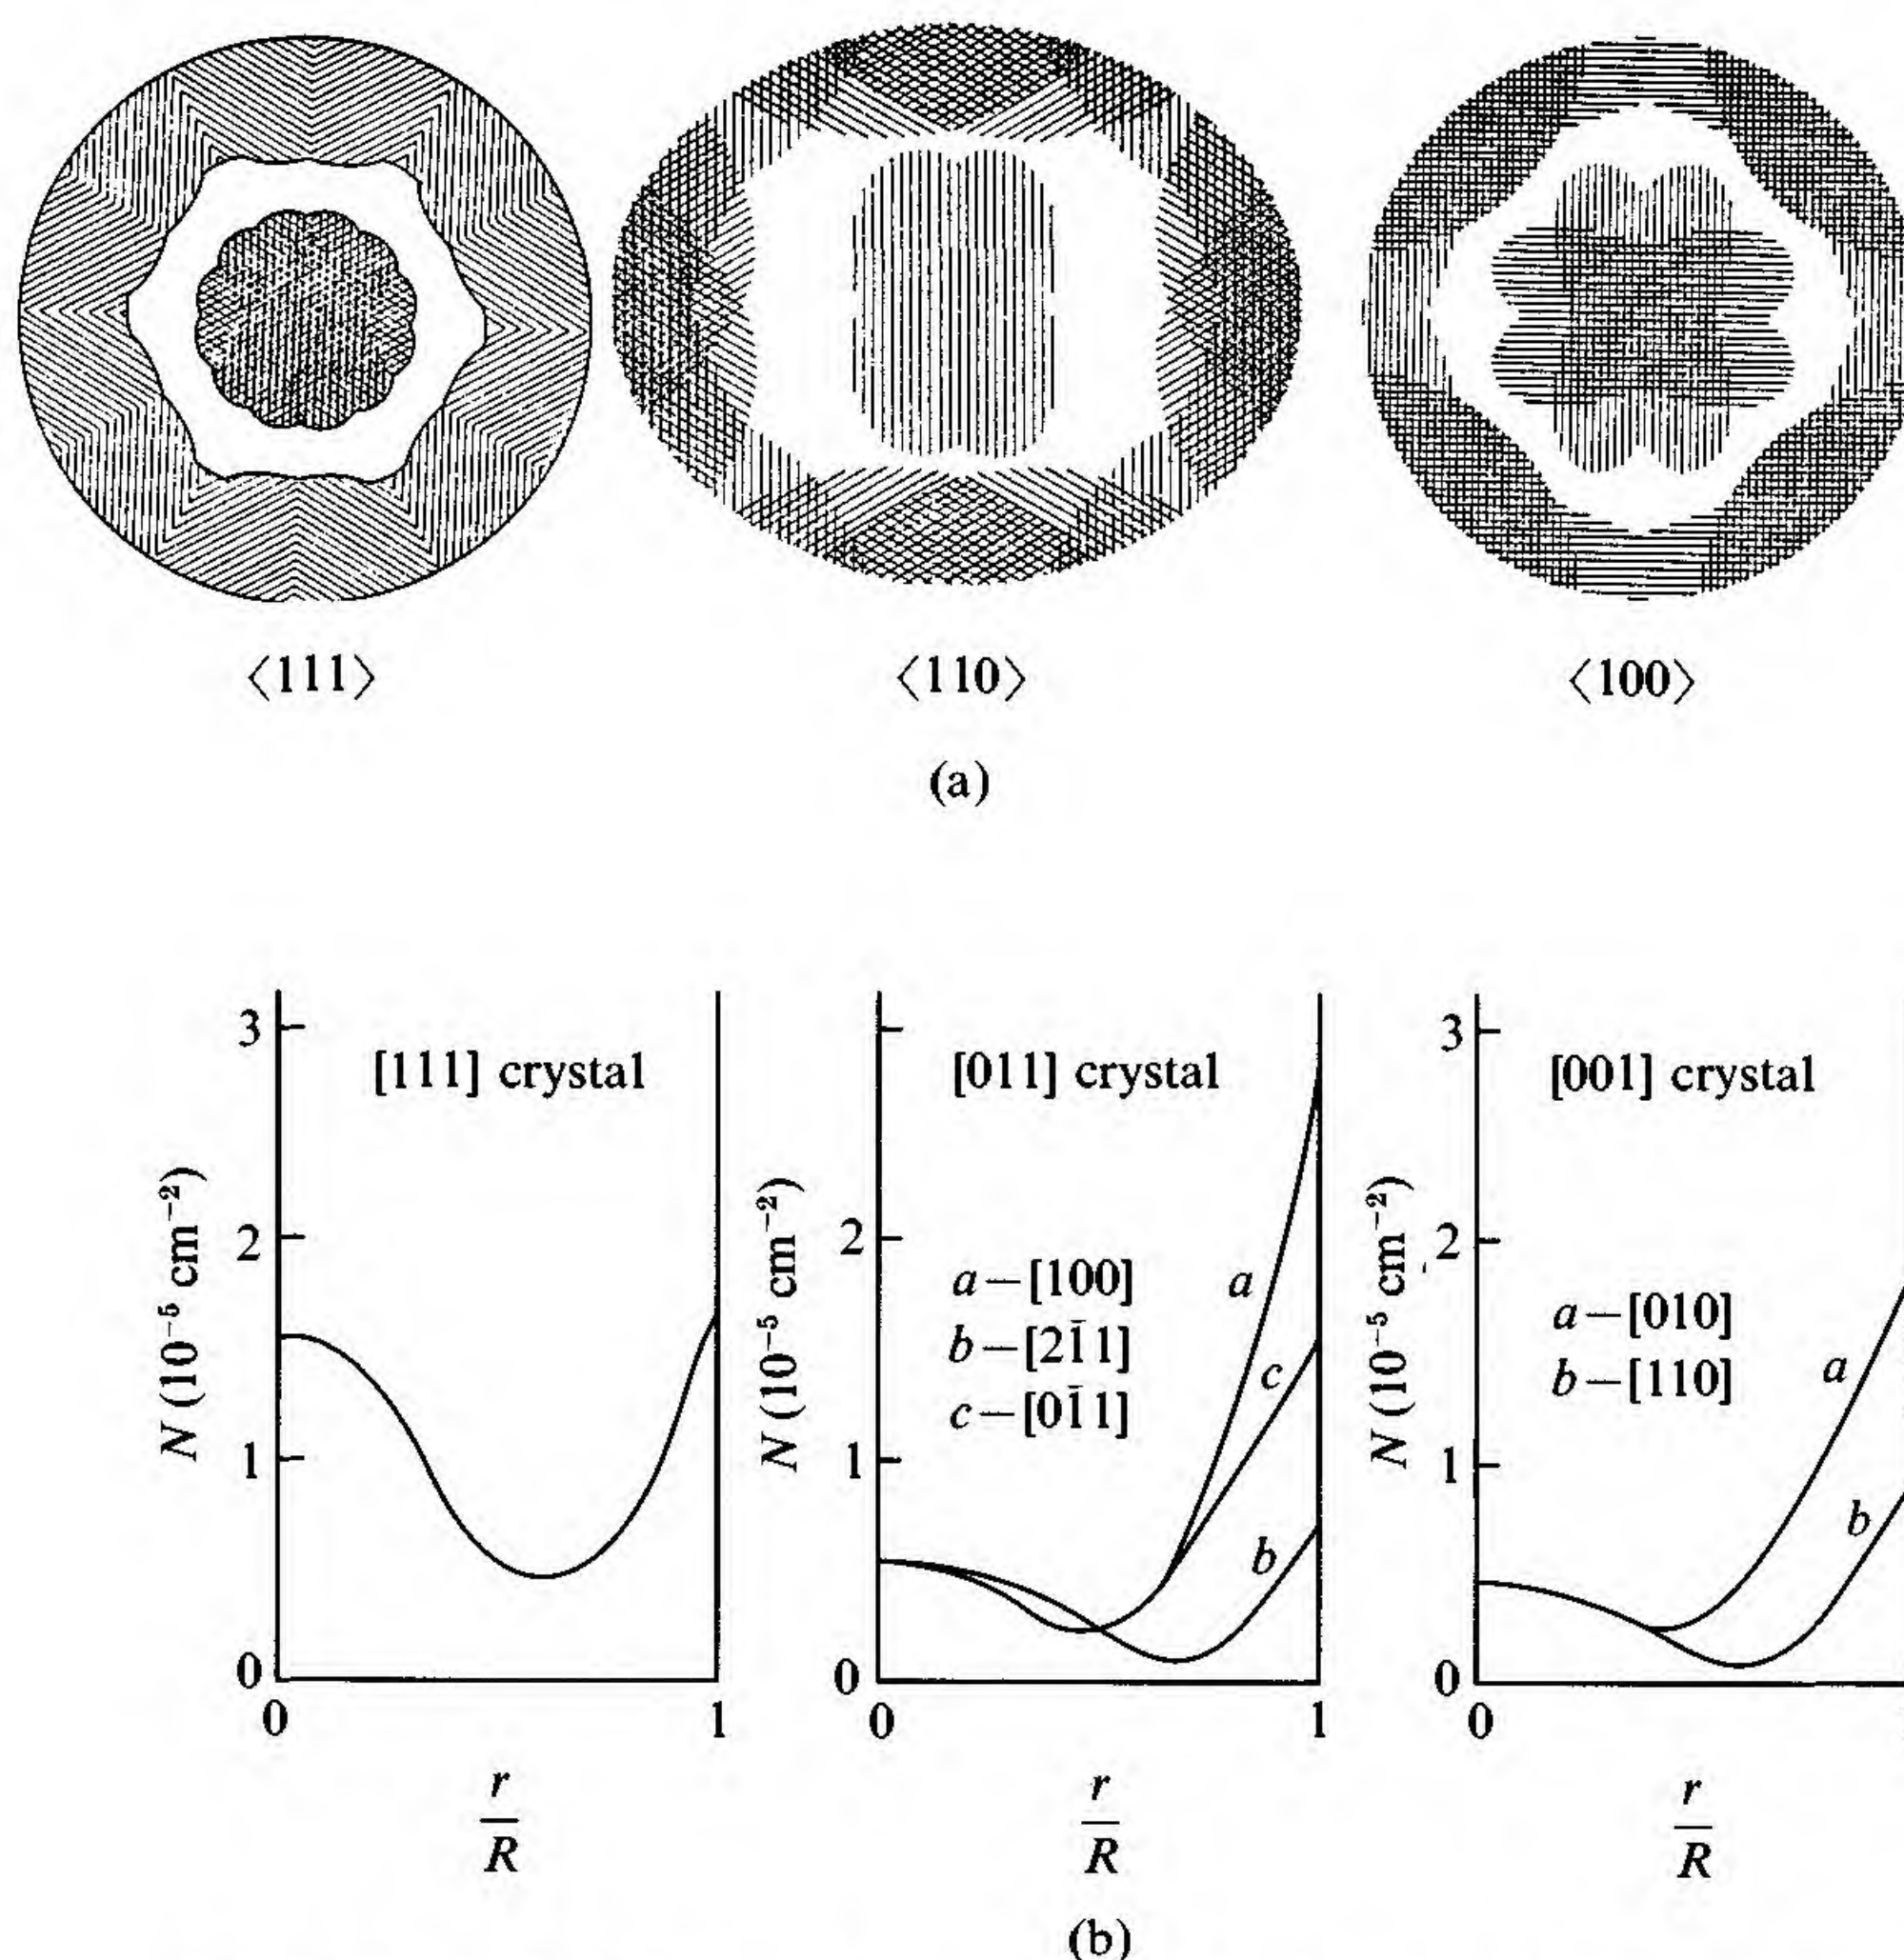 ⟨111⟩ ⟨110⟩ ⟨100⟩
(a)
3
2
1
0
N (10⁻⁵ cm⁻²)
[111] crystal
0 1
r/R
2
1
0
N (10⁻⁵ cm⁻²)
[011] crystal
a—[100]
b—[21̄1]
c—[01̄1]
a
c
b
0 1
r/R
3
2
1
0
N (10⁻⁵ cm⁻²)
[001] crystal
a—[010]
b—[110]
a
b
0
r/R
(b)